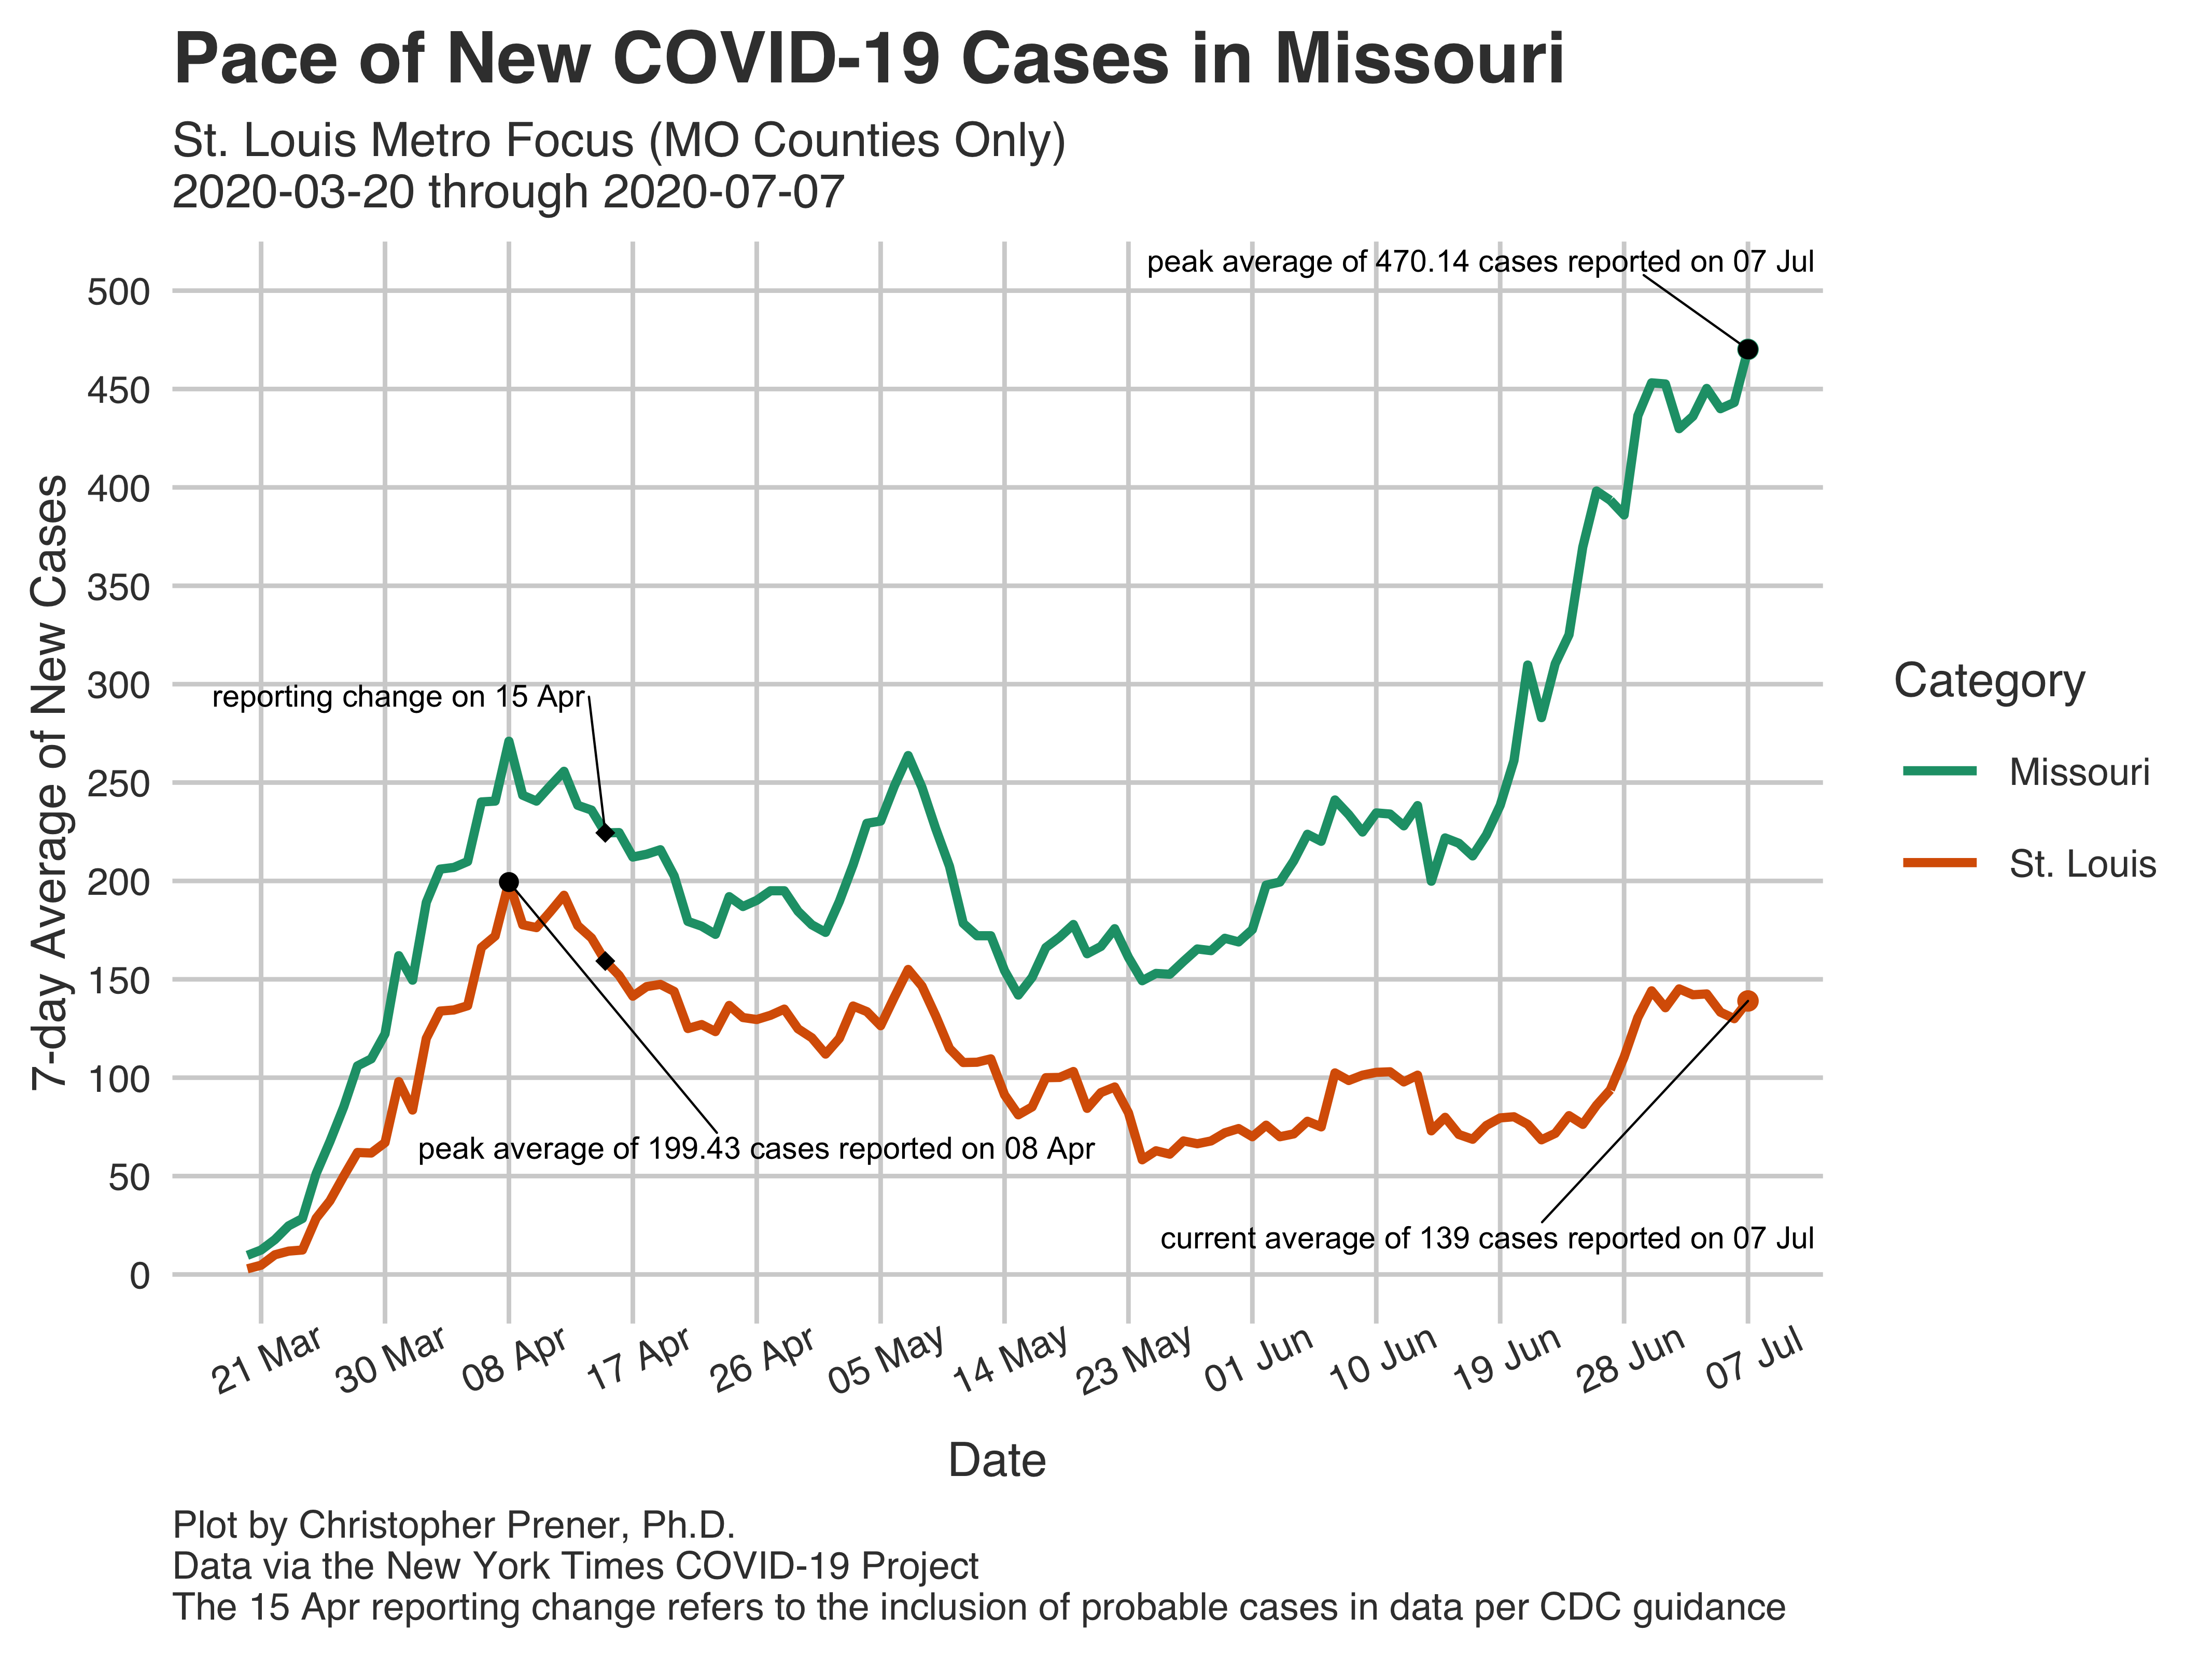 Pace of New COVID-19 Cases in Missouri
St. Louis Metro Focus (MO Counties Only)
2020-03-20 through 2020-07-07
peak average of 470.14 cases reported on 07 Jul
500
450
400
350
300
250
200
150
100
50
0
7-day Average of New Cases
reporting change on 15 Apr
peak average of 199.43 cases reported on 08 Apr
current average of 139 cases reported on 07 Jul
Category
Missouri
St. Louis
21 Mar
30 Mar
08 Apr
17 Apr
26 Apr
05 May
14 May
23 May
01 Jun
10 Jun
19 Jun
28 Jun
07 Jul
Date
Plot by Christopher Prener, Ph.D.
Data via the New York Times COVID-19 Project
The 15 Apr reporting change refers to the inclusion of probable cases in data per CDC guidance